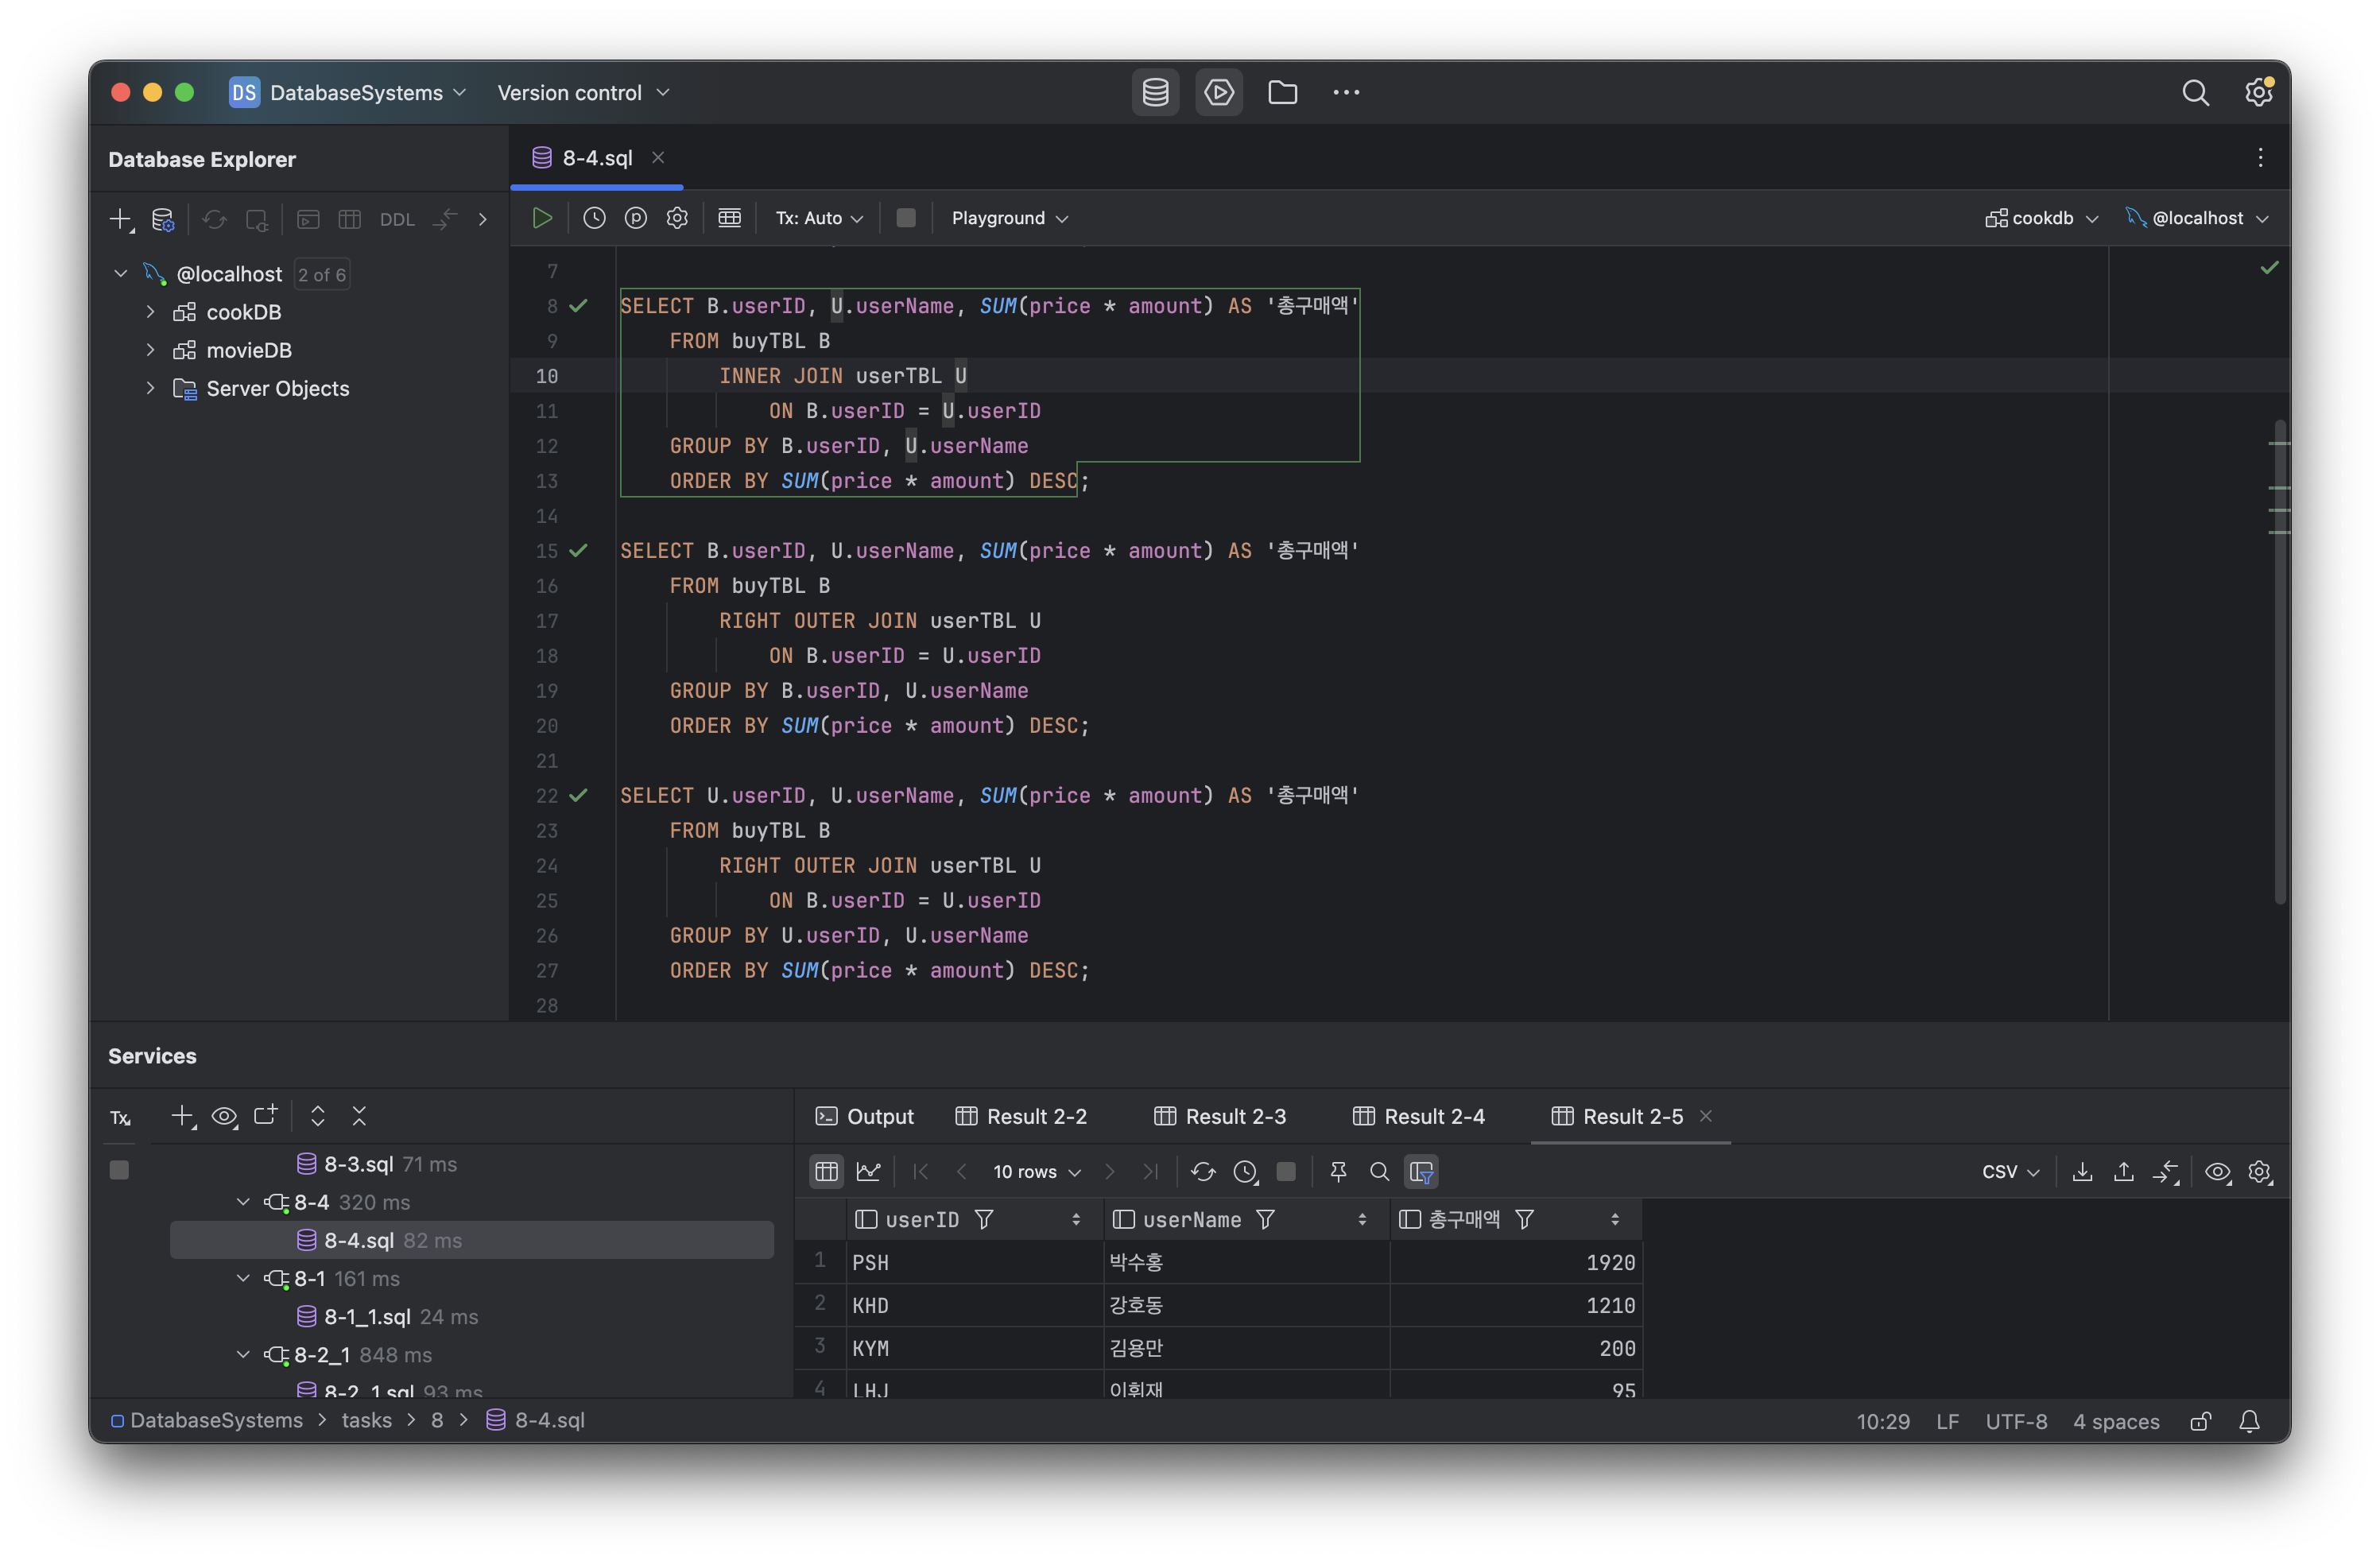 DS DatabaseSystems Version control
Database Explorer
8-4.sql
DDL
Tx: Auto Playground cookdb @localhost
@localhost 2 of 6
cookDB
movieDB
Server Objects
7
8 SELECT B.userID, U.userName, SUM(price * amount) AS '총구매액'
9 FROM buyTBL B
10 INNER JOIN userTBL U
11 ON B.userID = U.userID
12 GROUP BY B.userID, U.userName
13 ORDER BY SUM(price * amount) DESC;
14
15 SELECT B.userID, U.userName, SUM(price * amount) AS '총구매액'
16 FROM buyTBL B
17 RIGHT OUTER JOIN userTBL U
18 ON B.userID = U.userID
19 GROUP BY B.userID, U.userName
20 ORDER BY SUM(price * amount) DESC;
21
22 SELECT U.userID, U.userName, SUM(price * amount) AS '총구매액'
23 FROM buyTBL B
24 RIGHT OUTER JOIN userTBL U
25 ON B.userID = U.userID
26 GROUP BY U.userID, U.userName
27 ORDER BY SUM(price * amount) DESC;
28
Services
Tx
8-3.sql 71 ms
8-4 320 ms
8-4.sql 82 ms
8-1 161 ms
8-1_1.sql 24 ms
8-2_1 848 ms
8-2_1.sql 93 ms
Output Result 2-2 Result 2-3 Result 2-4 Result 2-5
10 rows CSV
userID userName 총구매액
1 PSH 박수홍 1920
2 KHD 강호동 1210
3 KYM 김용만 200
4 LHJ 이휘재 95
DatabaseSystems tasks 8 8-4.sql
10:29 LF UTF-8 4 spaces